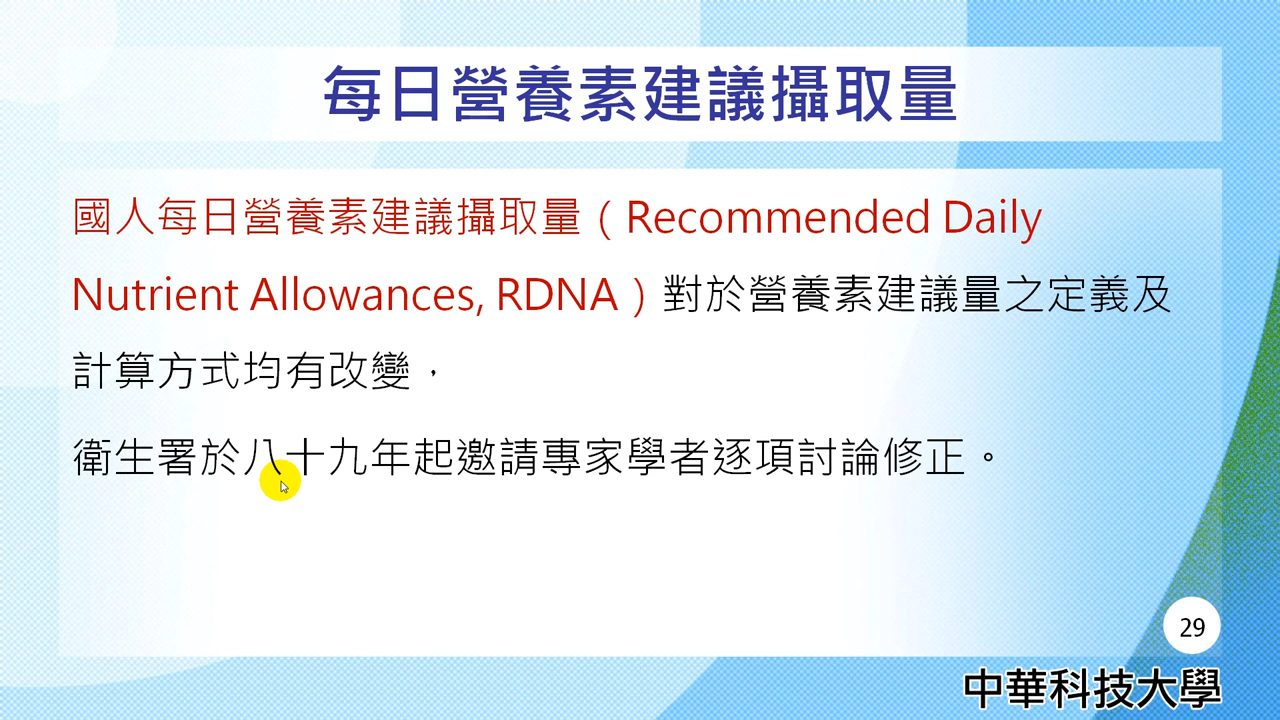 每日營養素建議攝取量
國人每日營養素建議攝取量（Recommended Daily
Nutrient Allowances, RDNA）對於營養素建議量之定義及
計算方式均有改變，
衛生署於八十九年起邀請專家學者逐項討論修正。
29
中華科技大學